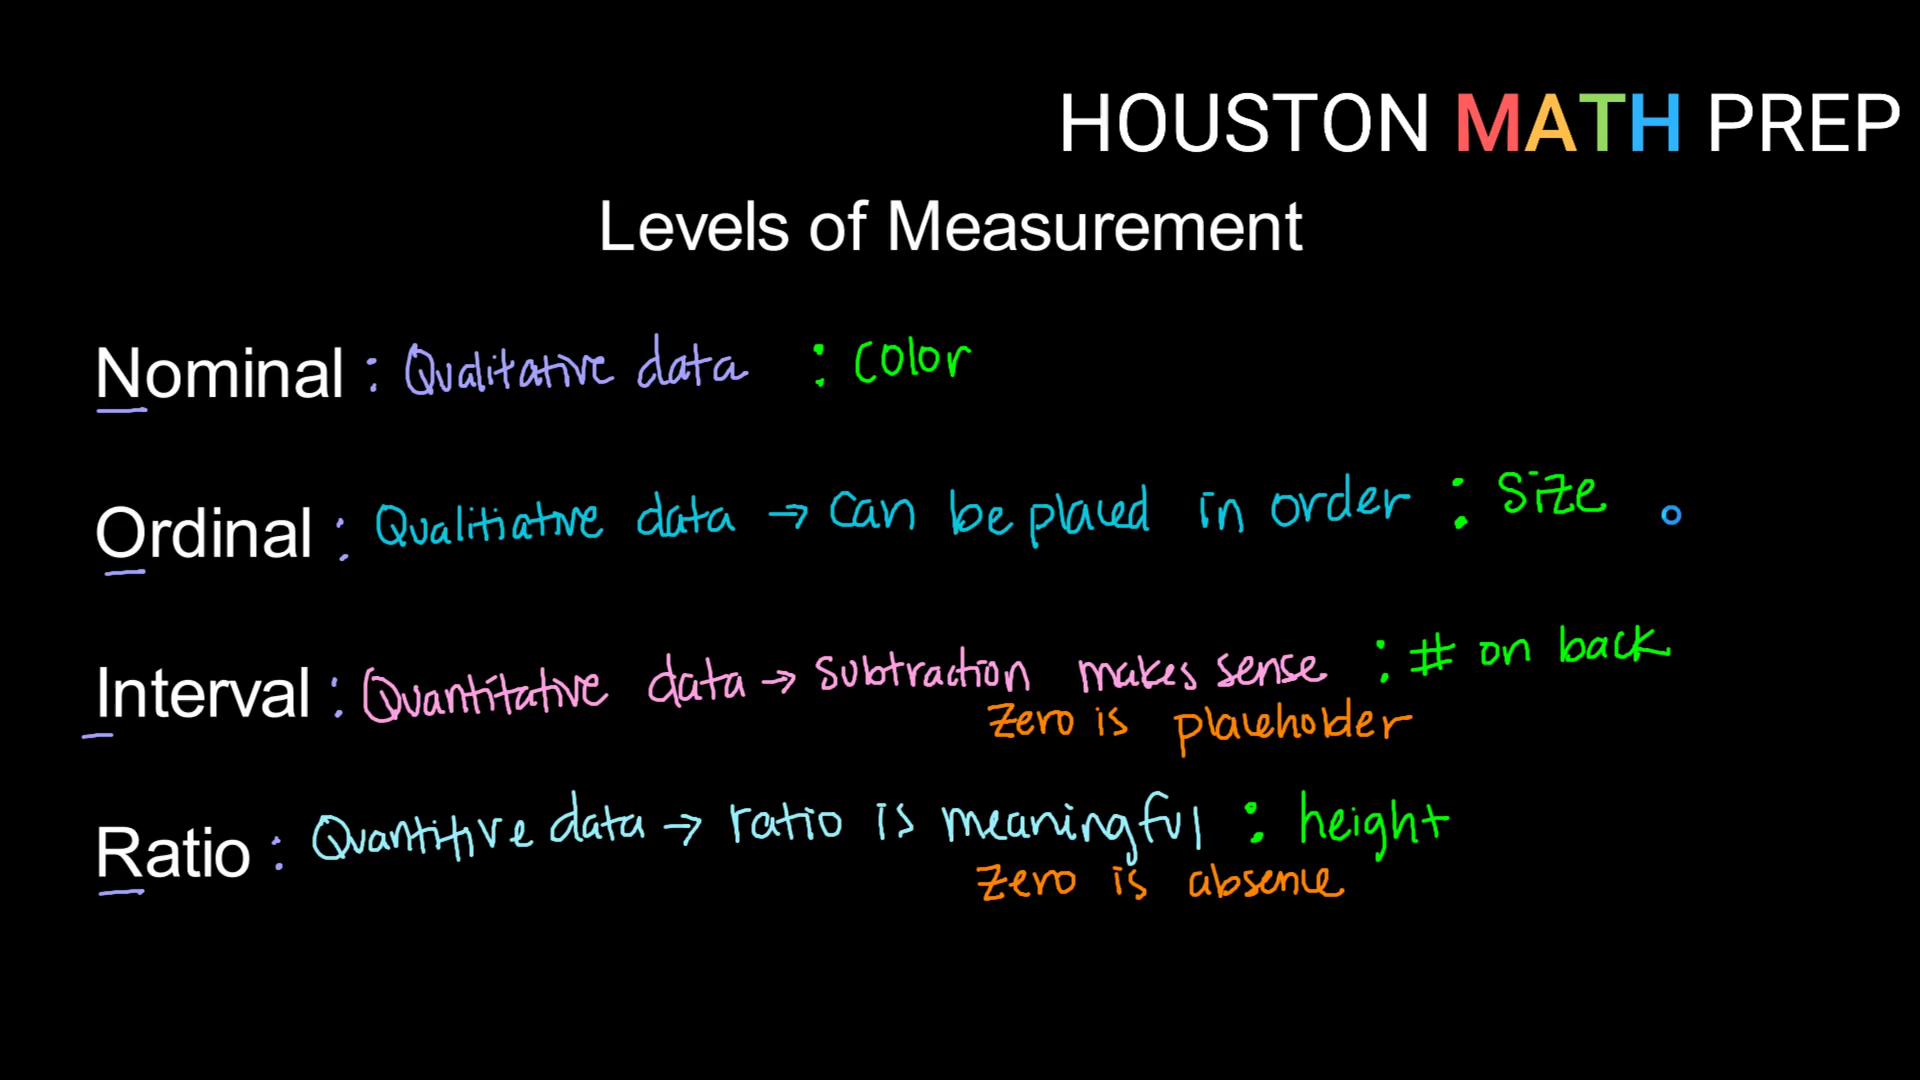 HOUSTON MATH PREP
Levels of Measurement
Nominal : Qualitative data : color
Ordinal : Qualitiative data → can be placed in order : Size
Interval : Quantitative data → subtraction makes sense : # on back
Zero is placeholder
Ratio : Quantitive data → ratio is meaningful : height
Zero is absence